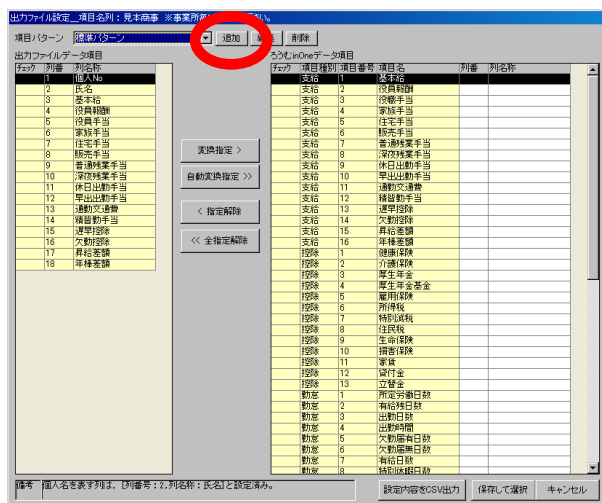 出力ファイル設定__項目名列：見本商事 ※事業所毎 い。
項目パターン 標準パターン 追加 集 削除
出力ファイルデータ項目 ろうむinOneデータ項目
チェック 列番 列名称
1 個人No
2 氏名
3 基本給
4 役員報酬
5 役員手当
6 家族手当
7 住宅手当
8 販売手当
9 普通残業手当
10 深夜残業手当
11 休日出勤手当
12 早出出勤手当
13 通勤交通費
14 精皆勤手当
15 遅早控除
16 欠勤控除
17 昇給差額
18 年棒差額
変換指定 >
自動変換指定 >>
< 指定解除
<< 全指定解除
チェック 項目種別 項目番号 項目名 列番 列名称
支給 1 基本給
支給 2 役員報酬
支給 3 役職手当
支給 4 家族手当
支給 5 住宅手当
支給 6 販売手当
支給 7 普通残業手当
支給 8 深夜残業手当
支給 9 休日出勤手当
支給 10 早出出勤手当
支給 11 通勤交通費
支給 12 精皆勤手当
支給 13 遅早控除
支給 14 欠勤控除
支給 15 昇給差額
支給 16 年棒差額
控除 1 健康保険
控除 2 介護保険
控除 3 厚生年金
控除 4 厚生年金基金
控除 5 雇用保険
控除 6 所得税
控除 7 特別減税
控除 8 住民税
控除 9 生命保険
控除 10 損害保険
控除 11 家賃
控除 12 貸付金
控除 13 立替金
勤怠 1 所定労働日数
勤怠 2 有給残日数
勤怠 3 出勤日数
勤怠 4 出勤時間
勤怠 5 欠勤届有日数
勤怠 6 欠勤届無日数
勤怠 7 有給日数
勤怠 8 特別休暇日数
備考 個人名を表す列は、[列番号：2,列名称：氏名]と設定済み。
設定内容をCSV出力 保存して選択 キャンセル